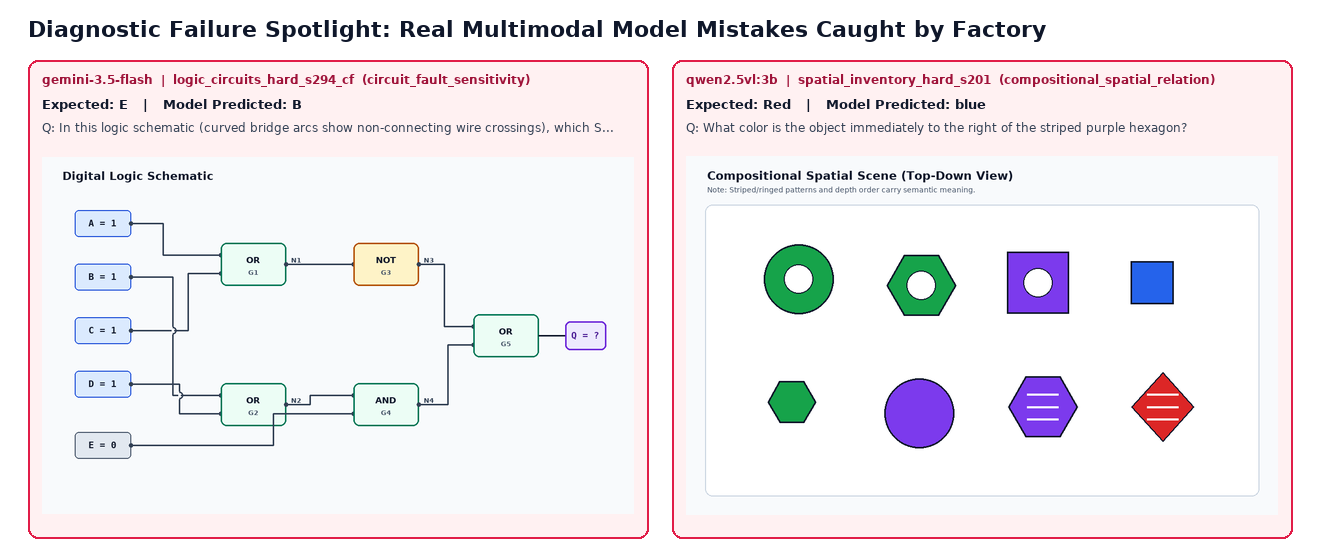 Diagnostic Failure Spotlight: Real Multimodal Model Mistakes Caught by Factory
gemini-3.5-flash | logic_circuits_hard_s294_cf (circuit_fault_sensitivity)
Expected: E | Model Predicted: B
Q: In this logic schematic (curved bridge arcs show non-connecting wire crossings), which S...
Digital Logic Schematic
A = 1
B = 1
C = 1
D = 1
E = 0
OR
G1
N1
NOT
G3
N3
OR
G2
N2
AND
G4
N4
OR
G5
Q = ?
qwen2.5vl:3b | spatial_inventory_hard_s201 (compositional_spatial_relation)
Expected: Red | Model Predicted: blue
Q: What color is the object immediately to the right of the striped purple hexagon?
Compositional Spatial Scene (Top-Down View)
Note: Striped/ringed patterns and depth order carry semantic meaning.